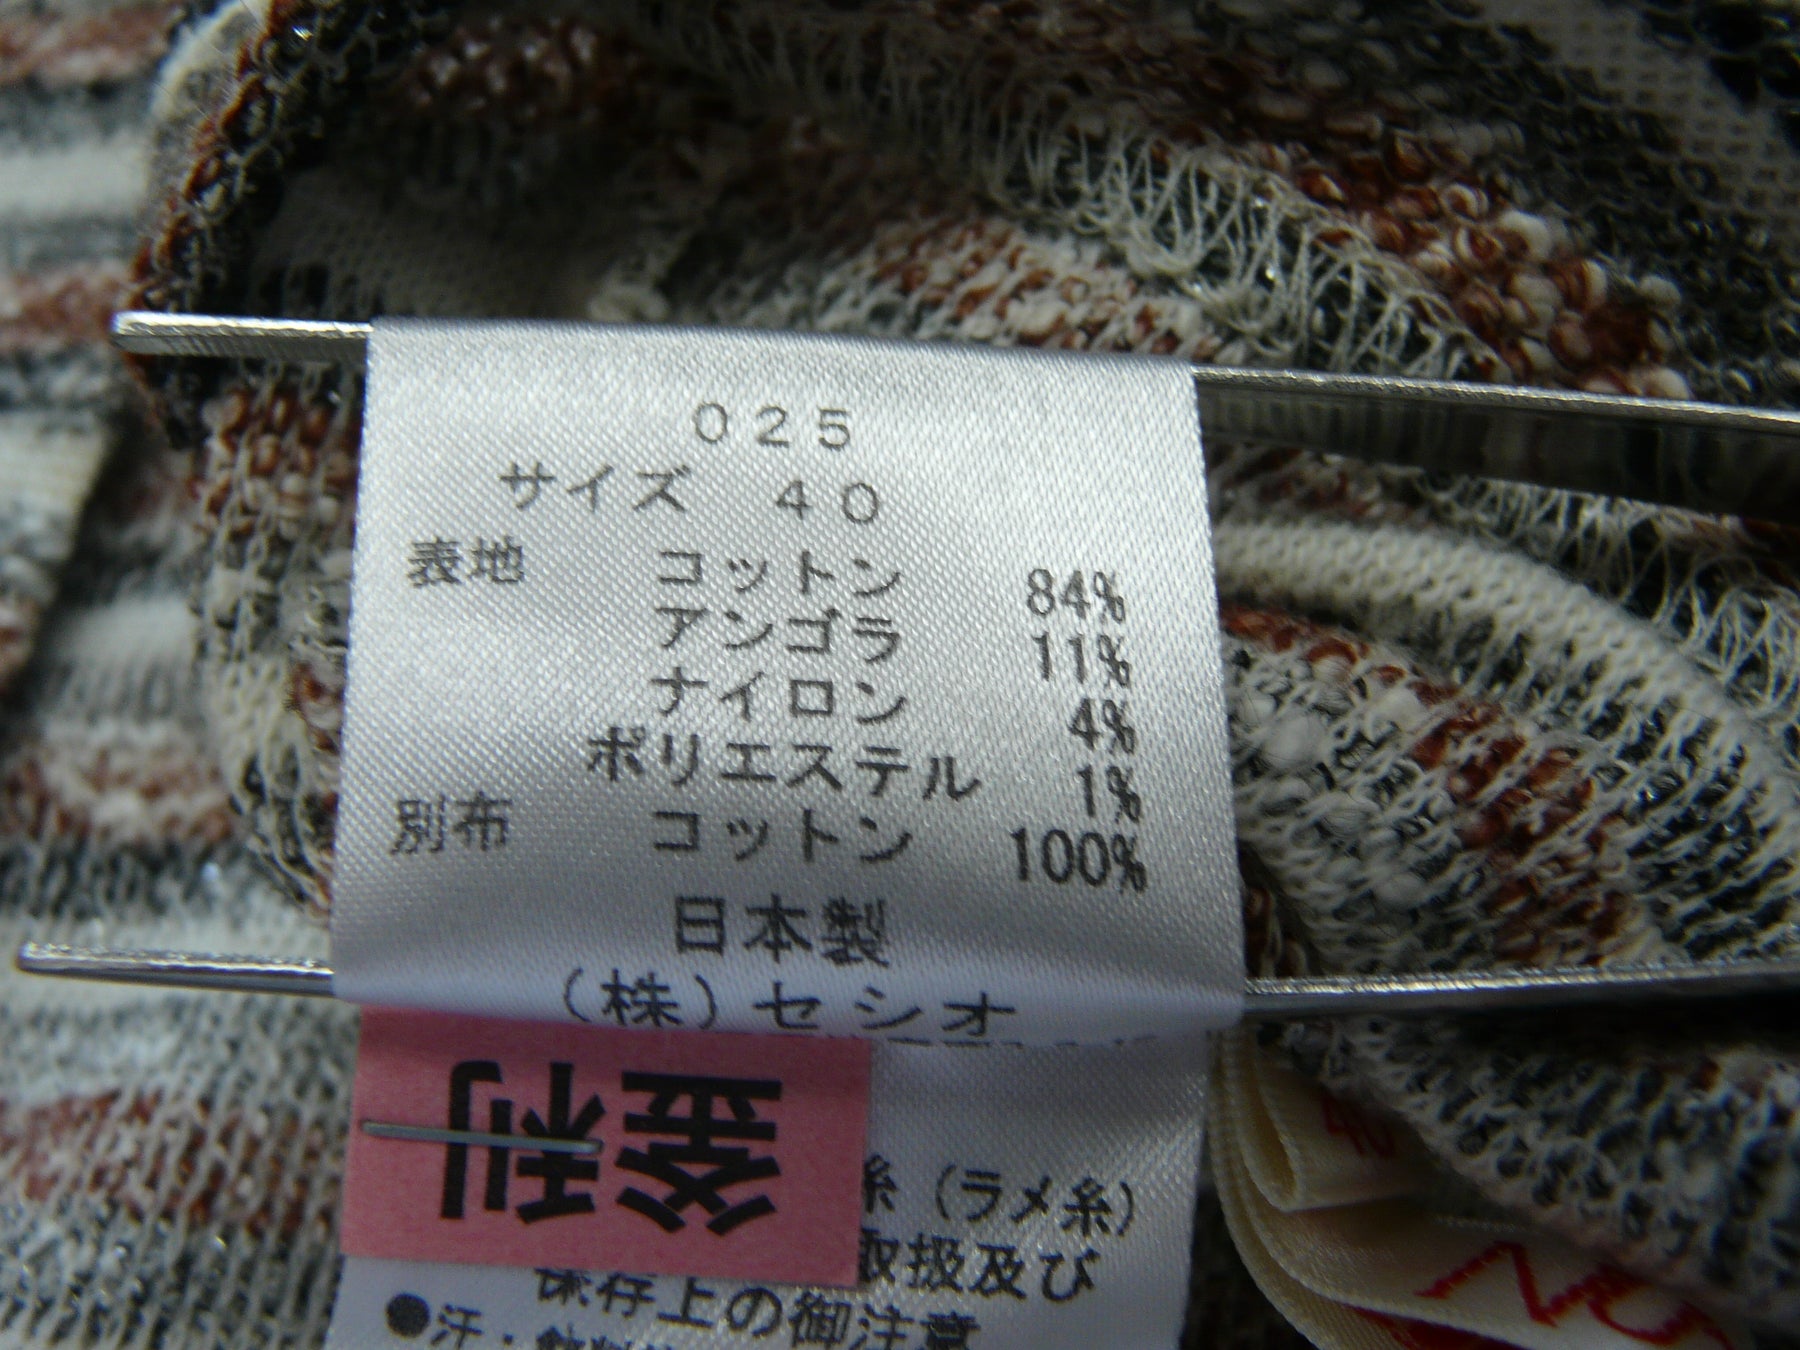 025
サイズ 40
表地 コットン 84%
アンゴラ 11%
ナイロン 4%
ポリエステル 1%
別布 コットン 100%
日本製
(株)セシオ
釜利
糸(ラメ糸)
取扱及び
保存上の御注意
●汗・